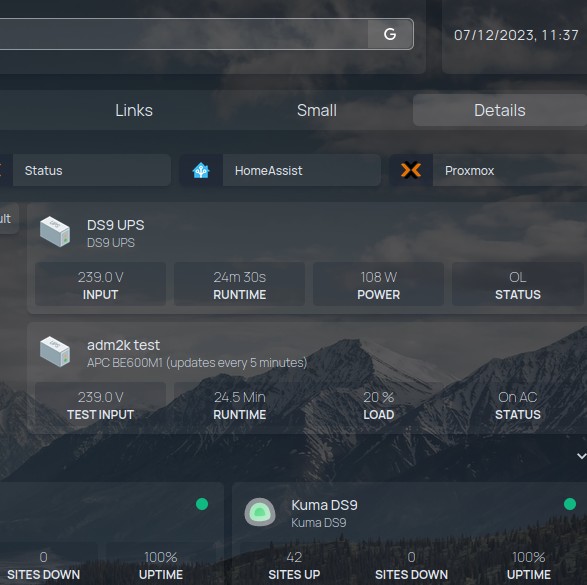 G
07/12/2023, 11:37
Links Small Details
Status HomeAssist Proxmox
ult
DS9 UPS
DS9 UPS
239.0 V 24m 30s 108 W OL
INPUT RUNTIME POWER STATUS
adm2k test
APC BE600M1 (updates every 5 minutes)
239.0 V 24.5 Min 20 % On AC
TEST INPUT RUNTIME LOAD STATUS
Kuma DS9
Kuma DS9
0 100% 42 0 100%
SITES DOWN UPTIME SITES UP SITES DOWN UPTIME